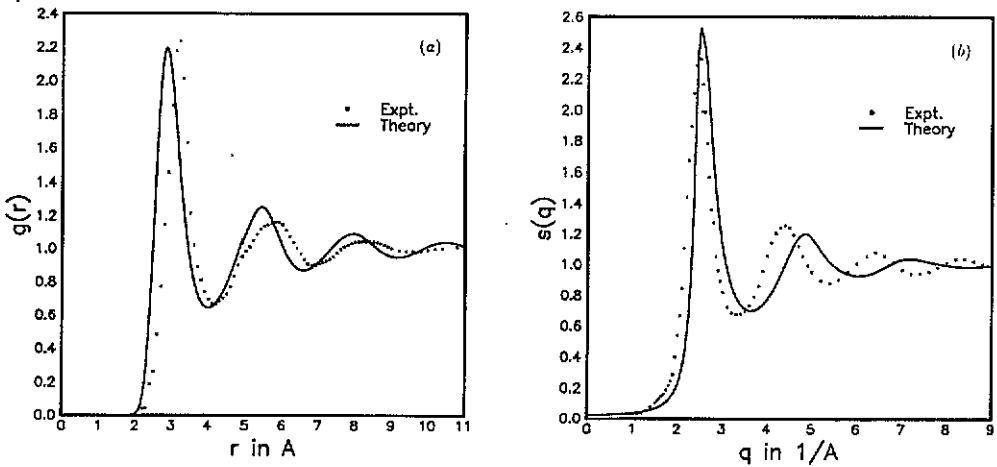 2.4
2.2
2.0
1.8
1.6
1.4
1.2
1.0
0.8
0.6
0.4
0.2
0.0
g(r)
(a)
Expt.
Theory
0 1 2 3 4 5 6 7 8 9 10 11
r in A
2.6
2.4
2.2
2.0
1.8
1.6
1.4
1.2
1.0
0.8
0.6
0.4
0.2
0.0
s(q)
(b)
Expt.
Theory
0 1 2 3 4 5 6 7 8 9
q in 1/A